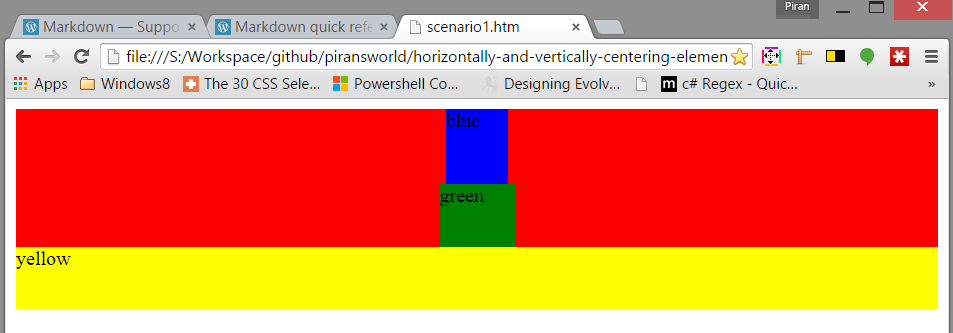 Piran
Markdown — Suppo
Markdown quick refe
scenario1.htm
file:///S:/Workspace/github/piransworld/horizontally-and-vertically-centering-elemen
Apps
Windows8
The 30 CSS Sele...
Powershell Co...
Designing Evolv...
c# Regex - Quic...
»
blue
green
yellow